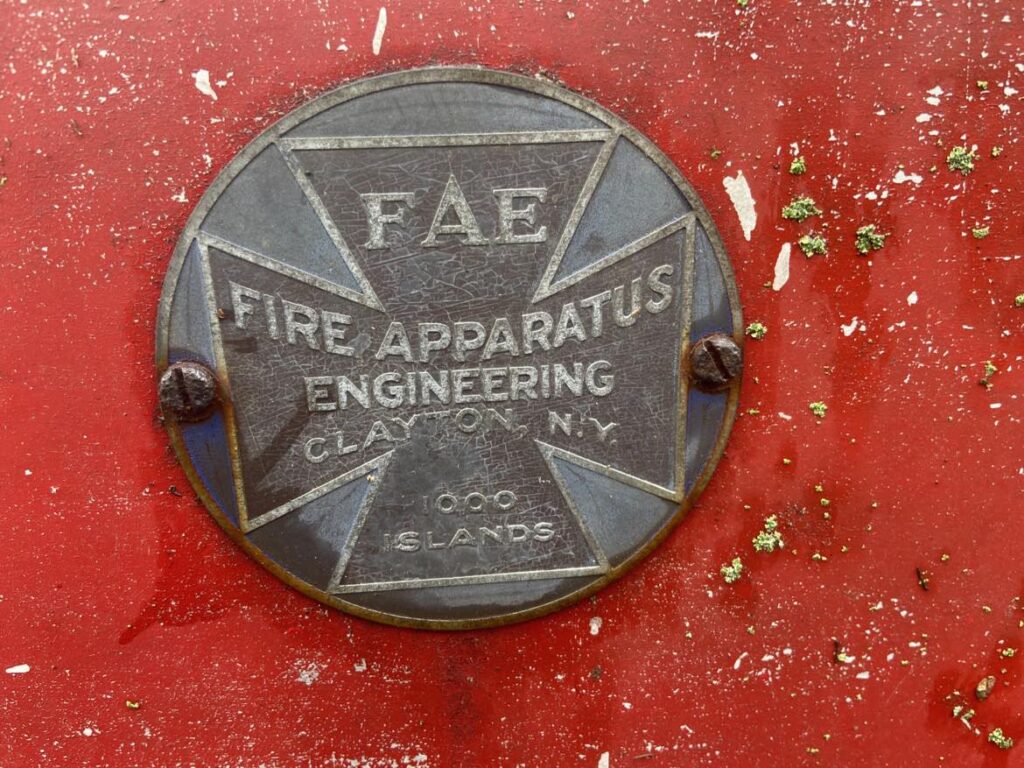 FAE
FIRE APPARATUS
ENGINEERING
CLAYTON, N.Y.
1000
ISLANDS